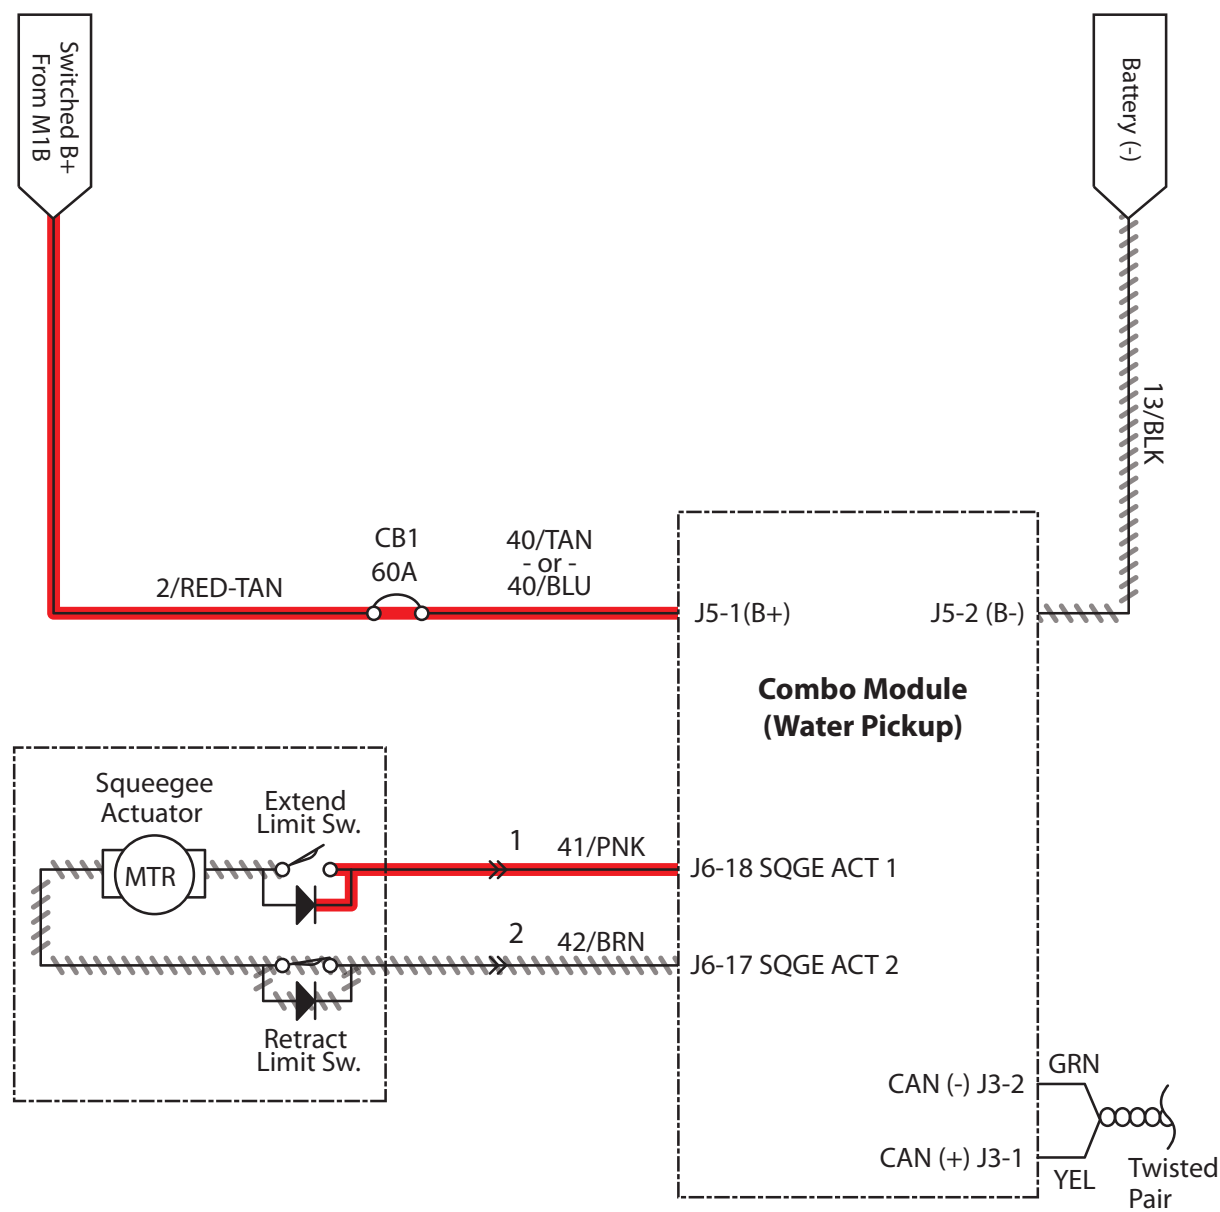 Switched B+
From M1B
Battery (-)
13/BLK
CB1
60A
2/RED-TAN
40/TAN
- or -
40/BLU
J5-1(B+)
J5-2 (B-)
Combo Module
(Water Pickup)
Squeegee
Actuator
Extend
Limit Sw.
MTR
1
41/PNK
J6-18 SQGE ACT 1
2
42/BRN
J6-17 SQGE ACT 2
Retract
Limit Sw.
CAN (-) J3-2
GRN
CAN (+) J3-1
YEL
Twisted
Pair